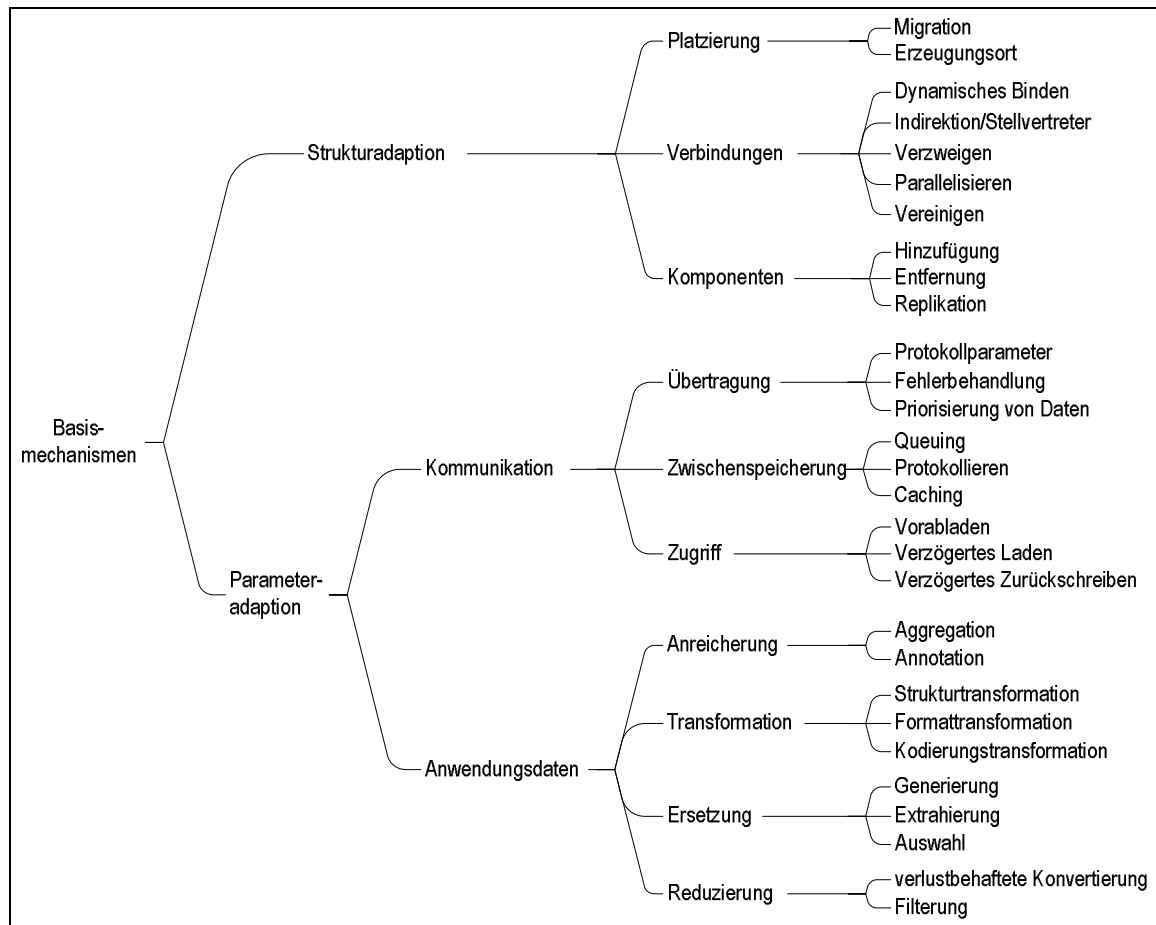 Basis-
mechanismen
Strukturadaption
Platzierung
Migration
Erzeugungsort
Verbindungen
Dynamisches Binden
Indirektion/Stellvertreter
Verzweigen
Parallelisieren
Vereinigen
Komponenten
Hinzufügung
Entfernung
Replikation
Parameter-
adaption
Kommunikation
Übertragung
Protokollparameter
Fehlerbehandlung
Priorisierung von Daten
Zwischenspeicherung
Queuing
Protokollieren
Caching
Zugriff
Vorabladen
Verzögertes Laden
Verzögertes Zurückschreiben
Anwendungsdaten
Anreicherung
Aggregation
Annotation
Transformation
Strukturtransformation
Formattransformation
Kodierungstransformation
Ersetzung
Generierung
Extrahierung
Auswahl
Reduzierung
verlustbehaftete Konvertierung
Filterung